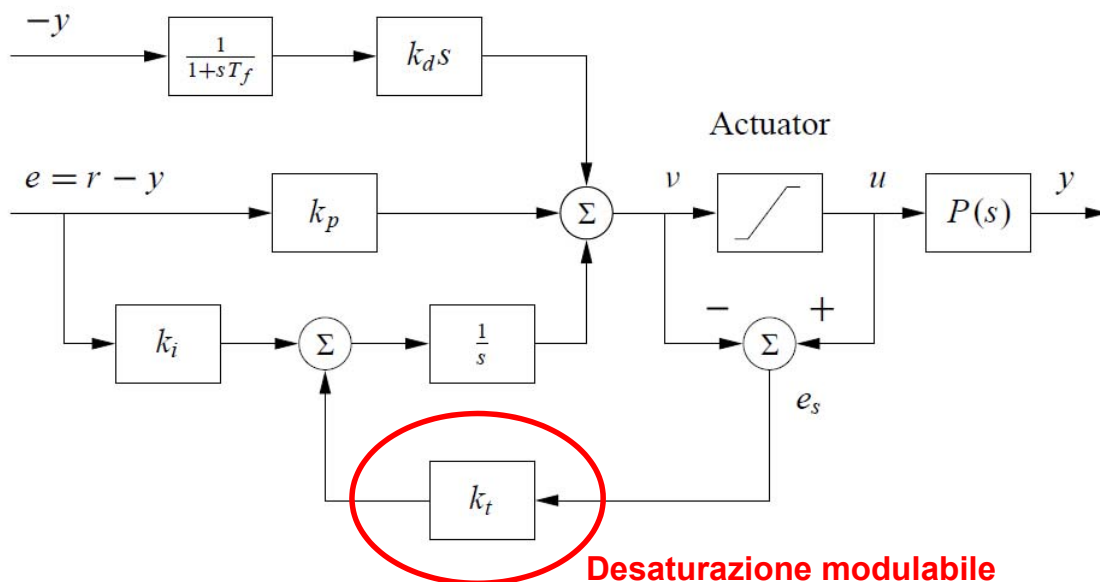 −y
1
1+sT_f
k_d s
Actuator
e = r − y
k_p
Σ
v
u
P(s)
y
−
+
k_i
Σ
1
s
Σ
e_s
k_t
Desaturazione modulabile